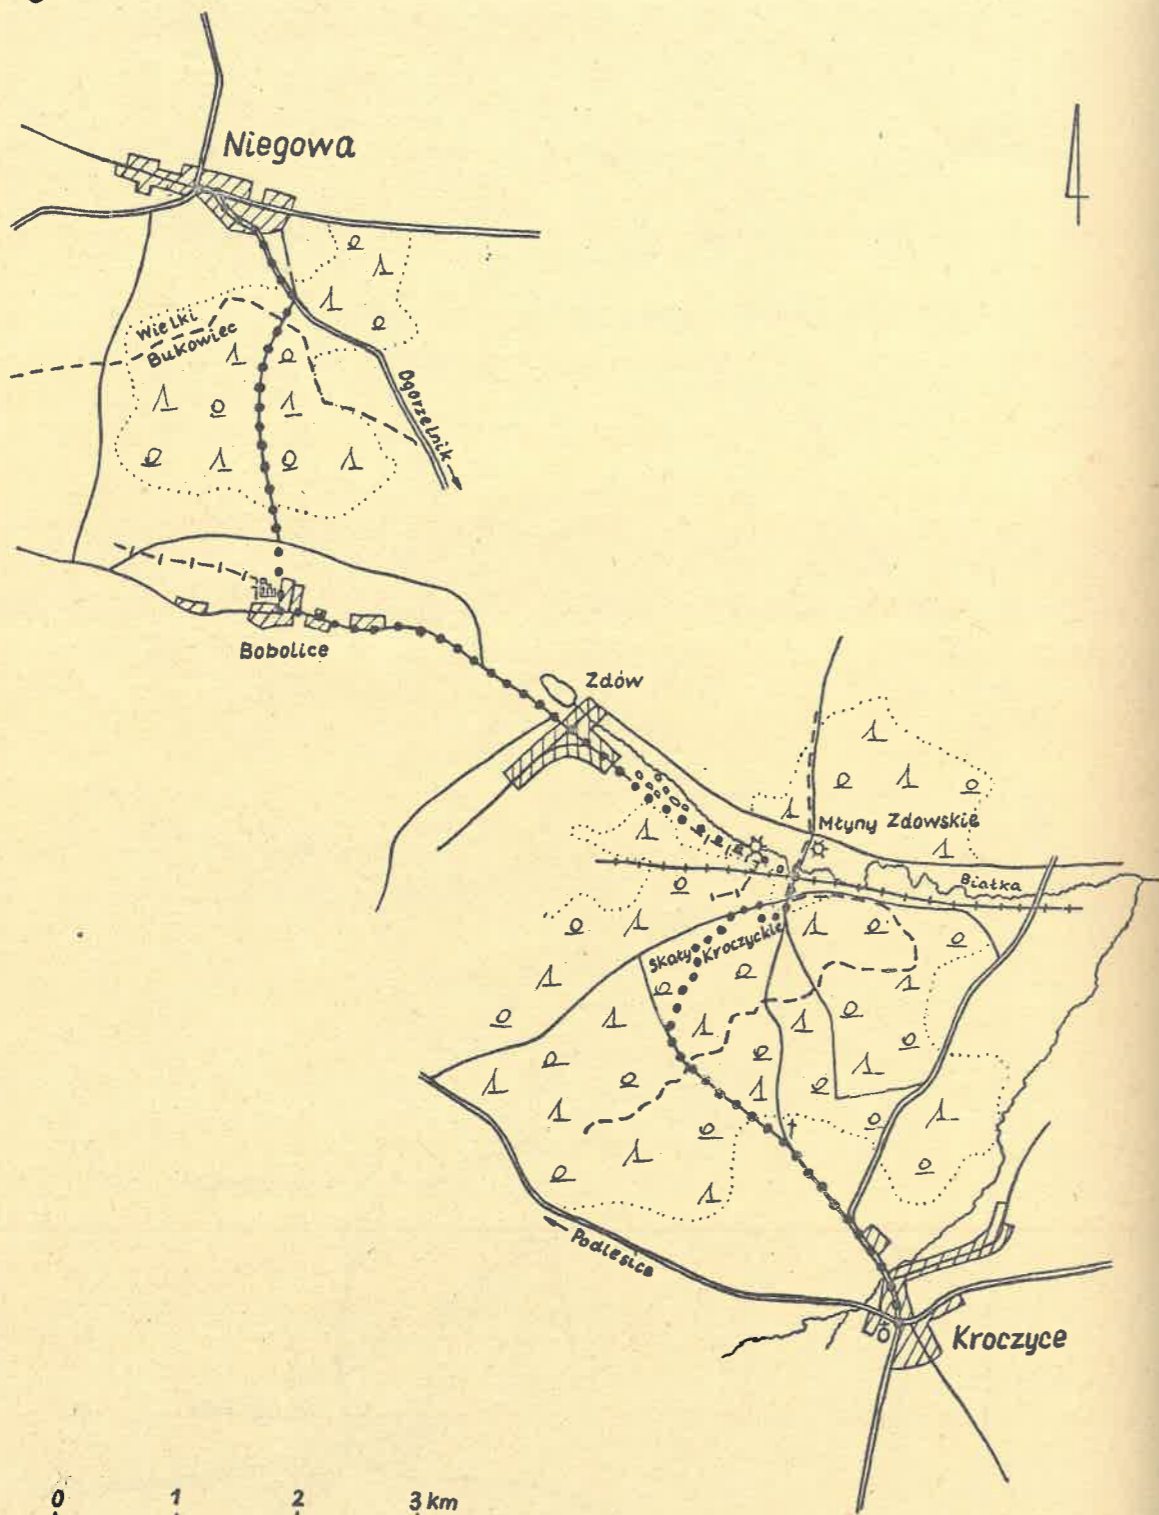 Niegowa
Wielki
Bukowiec
Ogorzelnik
Bobolice
Zdów
Młyny Zdowskie
Białka
Skały Kroczyckie
Podlesice
Kroczyce
0 1 2 3 km